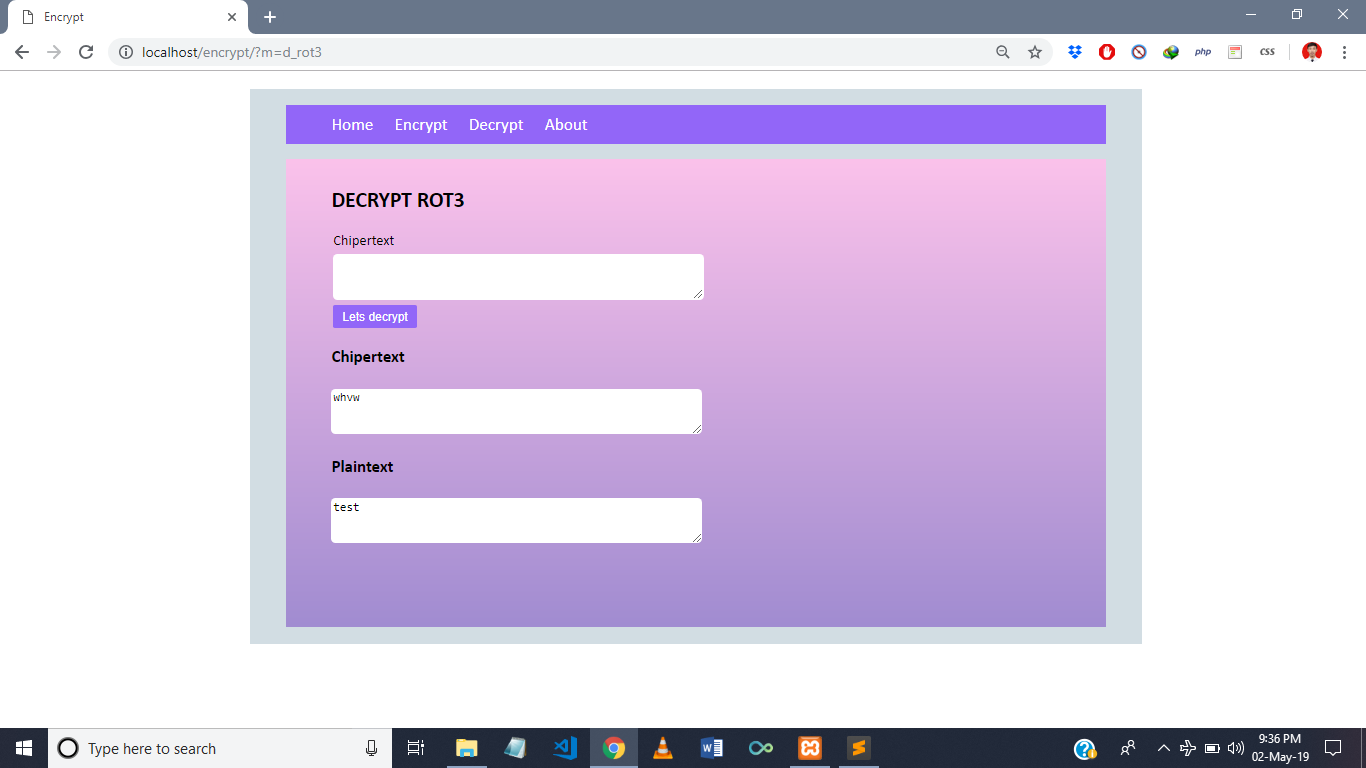 Encrypt
localhost/encrypt/?m=d_rot3
php
CSS
Home Encrypt Decrypt About
DECRYPT ROT3
Chipertext
Lets decrypt
Chipertext
whvw
Plaintext
test
Type here to search
9:36 PM
02-May-19